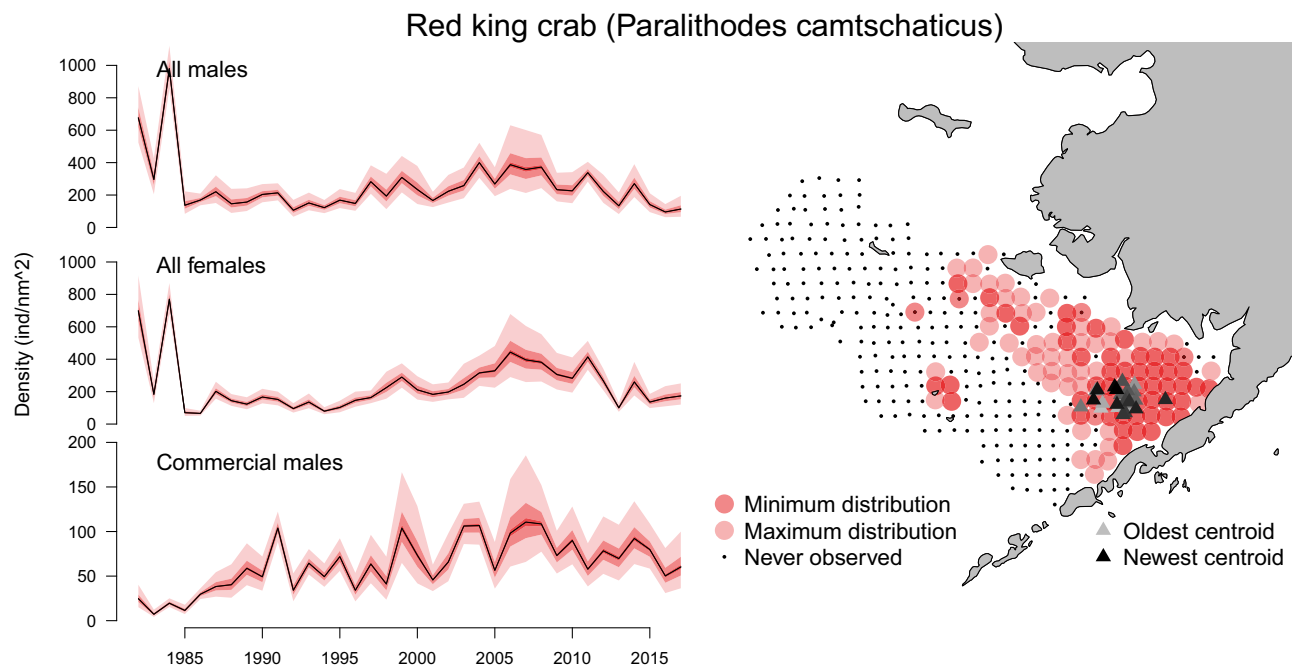 Red king crab (Paralithodes camtschaticus)
All males
1000
800
600
400
200
0
All females
1000
800
600
400
200
0
Commercial males
200
150
100
50
0
Density (ind/nm^2)
1985 1990 1995 2000 2005 2010 2015
Minimum distribution
Maximum distribution
Never observed
Oldest centroid
Newest centroid